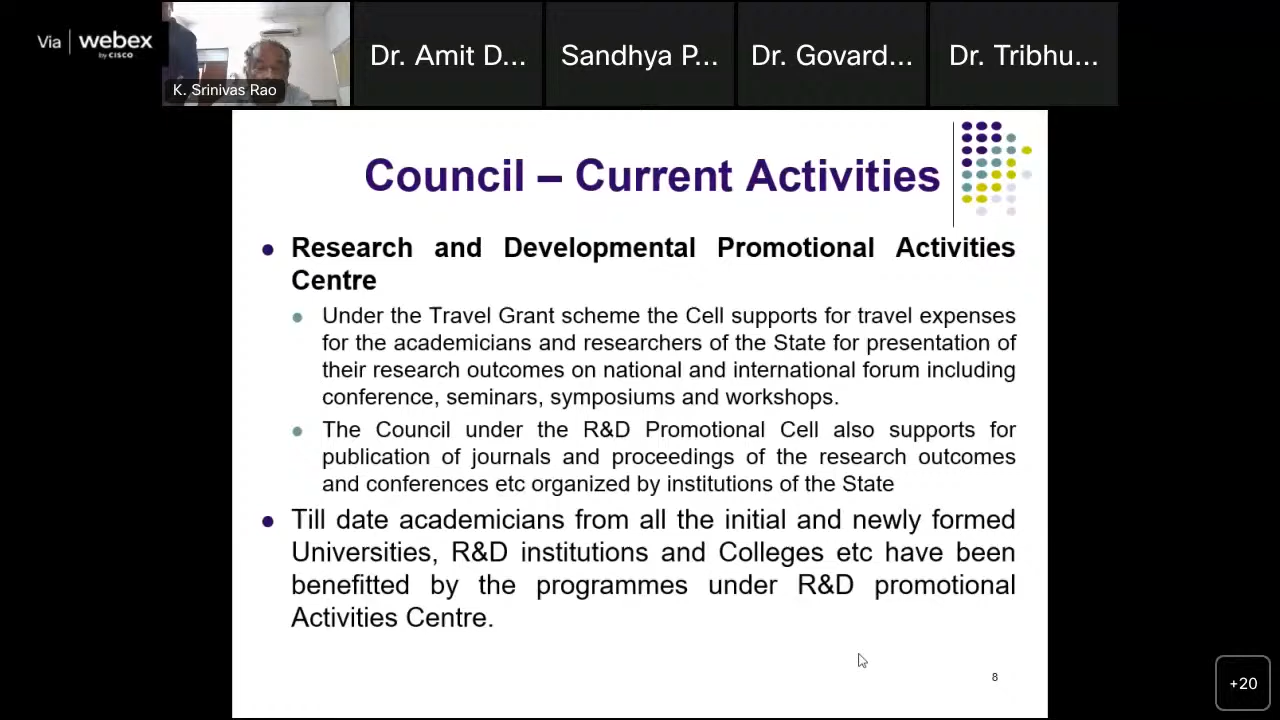 Via webex
by CISCO
K. Srinivas Rao
Dr. Amit D...
Sandhya P...
Dr. Govard...
Dr. Tribhu...
Council – Current Activities
Research and Developmental Promotional Activities
Centre
Under the Travel Grant scheme the Cell supports for travel expenses
for the academicians and researchers of the State for presentation of
their research outcomes on national and international forum including
conference, seminars, symposiums and workshops.
The Council under the R&D Promotional Cell also supports for
publication of journals and proceedings of the research outcomes
and conferences etc organized by institutions of the State
Till date academicians from all the initial and newly formed
Universities, R&D institutions and Colleges etc have been
benefitted by the programmes under R&D promotional
Activities Centre.
8
+20